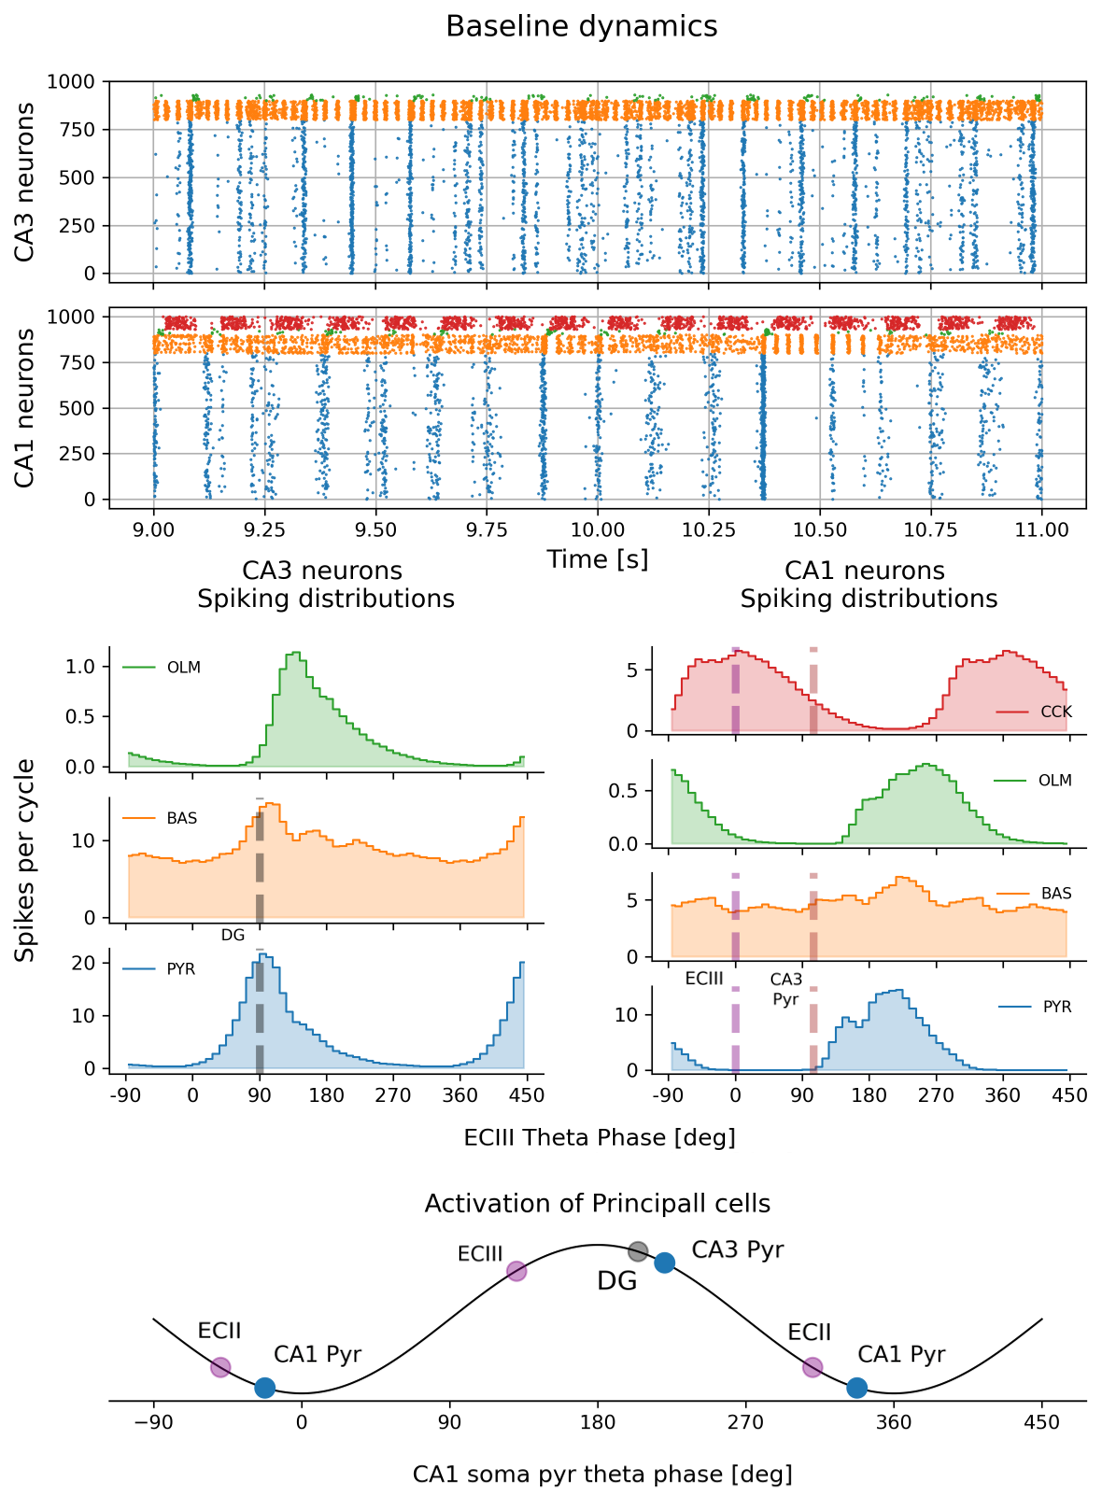 Baseline dynamics
CA3 neurons
1000
750
500
250
0
CA1 neurons
1000
750
500
250
0
9.00 9.25 9.50 9.75 10.00 10.25 10.50 10.75 11.00
Time [s]
CA3 neurons
Spiking distributions
CA1 neurons
Spiking distributions
Spikes per cycle
1.0
0.5
0.0
OLM
10
0
BAS
DG
20
10
0
PYR
-90 0 90 180 270 360 450
5
0
CCK
0.5
0.0
OLM
5
0
BAS
ECIII
CA3
Pyr
10
0
PYR
-90 0 90 180 270 360 450
ECIII Theta Phase [deg]
Activation of Principall cells
ECIII
CA3 Pyr
DG
ECII
CA1 Pyr
ECII
CA1 Pyr
−90 0 90 180 270 360 450
CA1 soma pyr theta phase [deg]